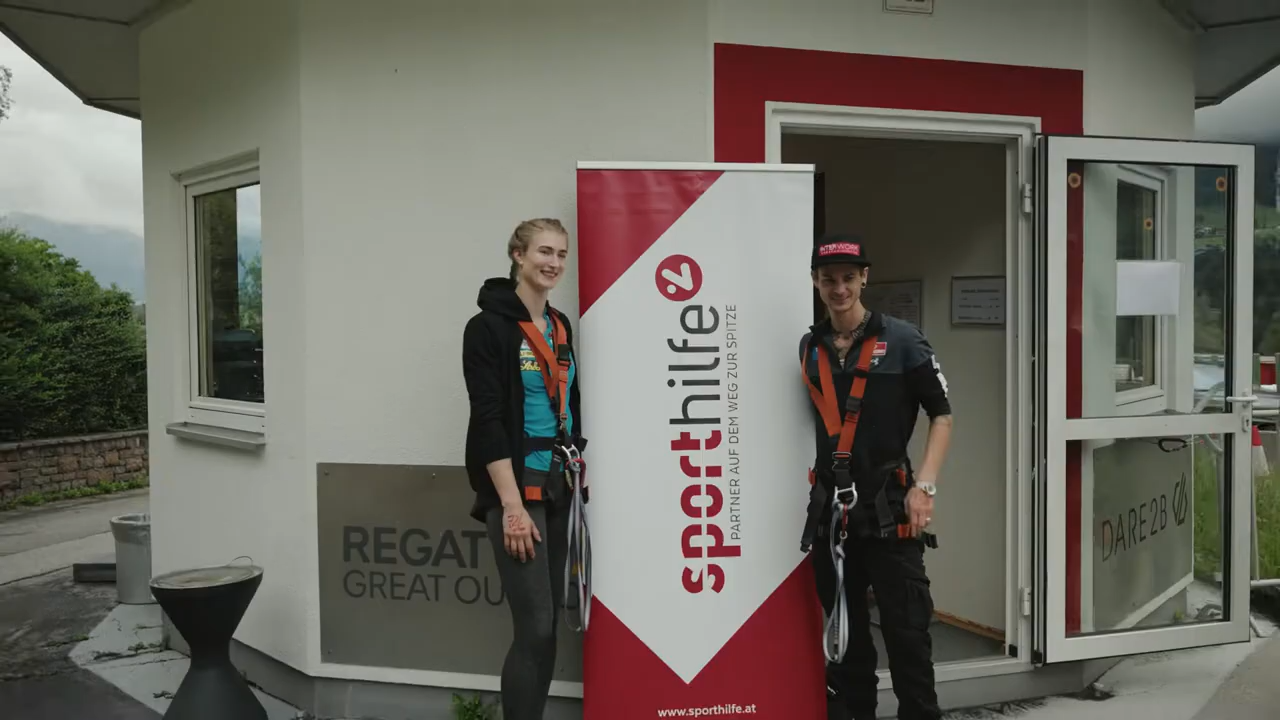 INTERWORK
sporthilfe
PARTNER AUF DEM WEG ZUR SPITZE
REGAT
GREAT OU
DARE2B
www.sporthilfe.at